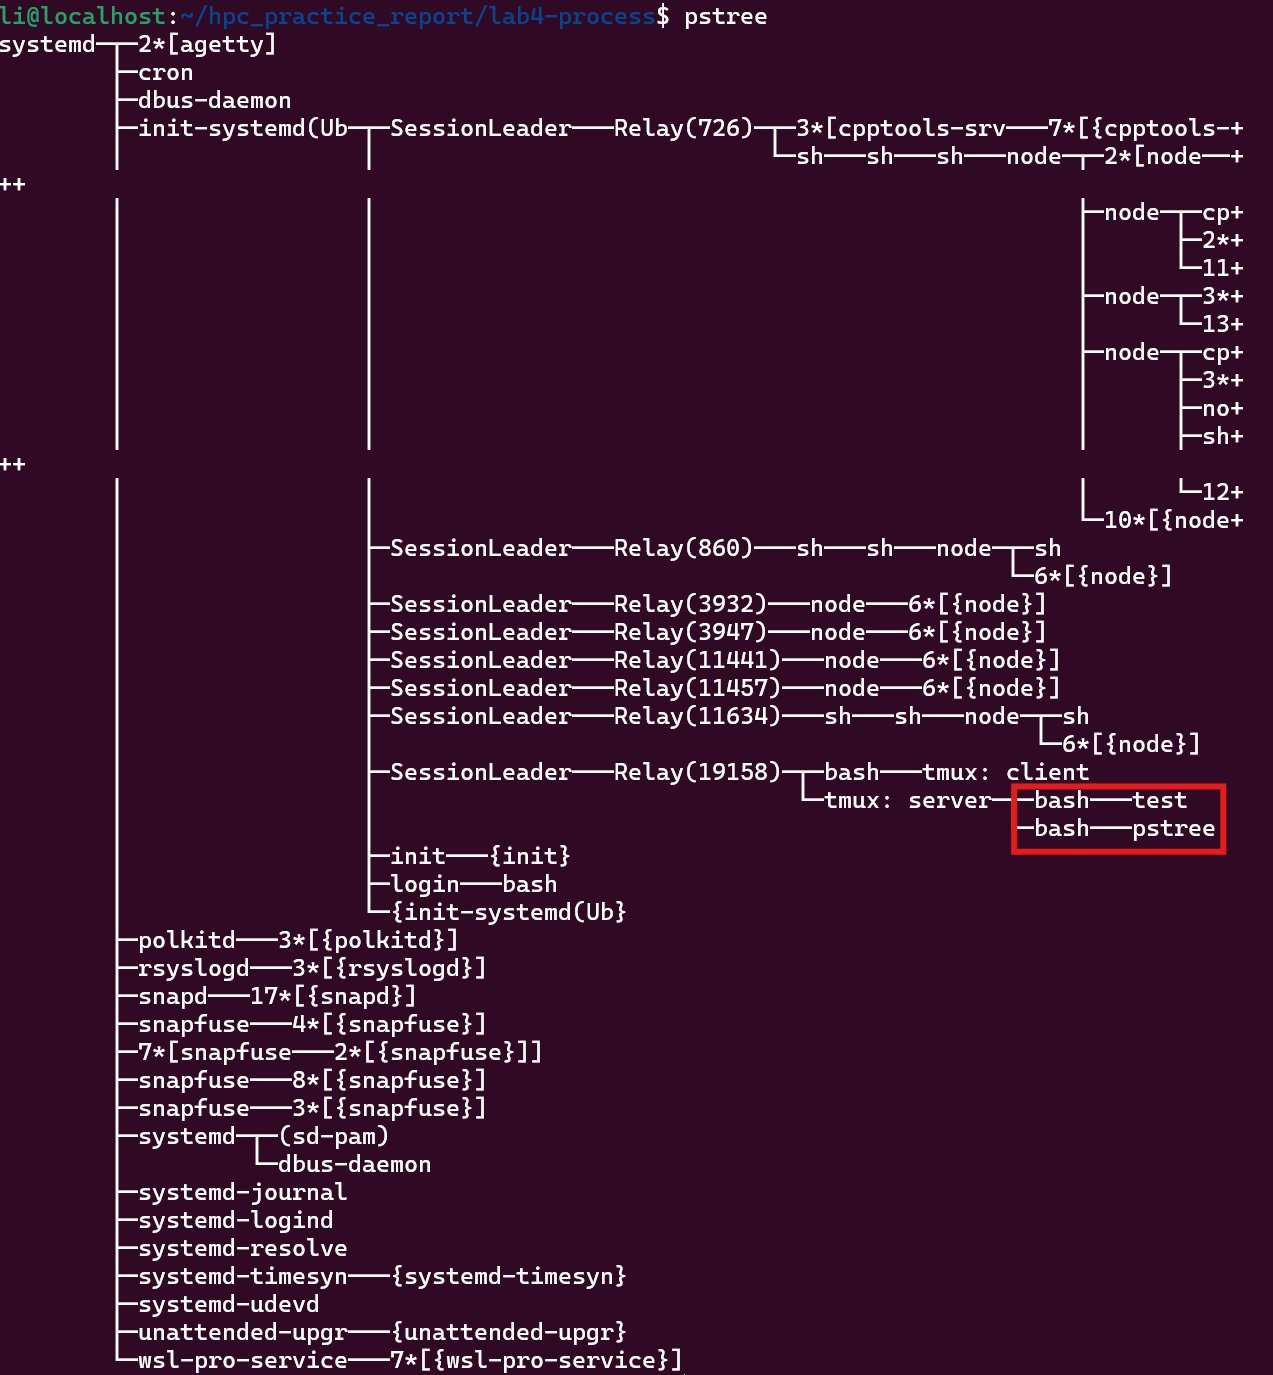 li@localhost:~/hpc_practice_report/lab4-process$ pstree
systemd─┬─2*[agetty]
        ├─cron
        ├─dbus-daemon
        ├─init-systemd(Ub─┬─SessionLeader───Relay(726)─┬─3*[cpptools-srv───7*[{cpptools-+
        │                 │                            └─sh───sh───sh───node─┬─2*[node──+
++
        │                 │                                                  ├─node─┬─cp+
        │                 │                                                  │      ├─2*+
        │                 │                                                  │      └─11+
        │                 │                                                  ├─node─┬─3*+
        │                 │                                                  │      └─13+
        │                 │                                                  ├─node─┬─cp+
        │                 │                                                  │      ├─3*+
        │                 │                                                  │      ├─no+
        │                 │                                                  │      ├─sh+
++
        │                 │                                                  │      └─12+
        │                 │                                                  └─10*[{node+
        │                 ├─SessionLeader───Relay(860)───sh───sh───node─┬─sh
        │                 │                                             └─6*[{node}]
        │                 ├─SessionLeader───Relay(3932)───node───6*[{node}]
        │                 ├─SessionLeader───Relay(3947)───node───6*[{node}]
        │                 ├─SessionLeader───Relay(11441)───node───6*[{node}]
        │                 ├─SessionLeader───Relay(11457)───node───6*[{node}]
        │                 ├─SessionLeader───Relay(11634)───sh───sh───node─┬─sh
        │                 │                                               └─6*[{node}]
        │                 ├─SessionLeader───Relay(19158)─┬─bash───tmux: client
        │                 │                              └─tmux: server─┬─bash───test
        │                 │                                             └─bash───pstree
        │                 ├─init───{init}
        │                 ├─login───bash
        │                 └─{init-systemd(Ub}
        ├─polkitd───3*[{polkitd}]
        ├─rsyslogd───3*[{rsyslogd}]
        ├─snapd───17*[{snapd}]
        ├─snapfuse───4*[{snapfuse}]
        ├─7*[snapfuse───2*[{snapfuse}]]
        ├─snapfuse───8*[{snapfuse}]
        ├─snapfuse───3*[{snapfuse}]
        ├─systemd─┬─(sd-pam)
        │         └─dbus-daemon
        ├─systemd-journal
        ├─systemd-logind
        ├─systemd-resolve
        ├─systemd-timesyn───{systemd-timesyn}
        ├─systemd-udevd
        ├─unattended-upgr───{unattended-upgr}
        └─wsl-pro-service───7*[{wsl-pro-service}]